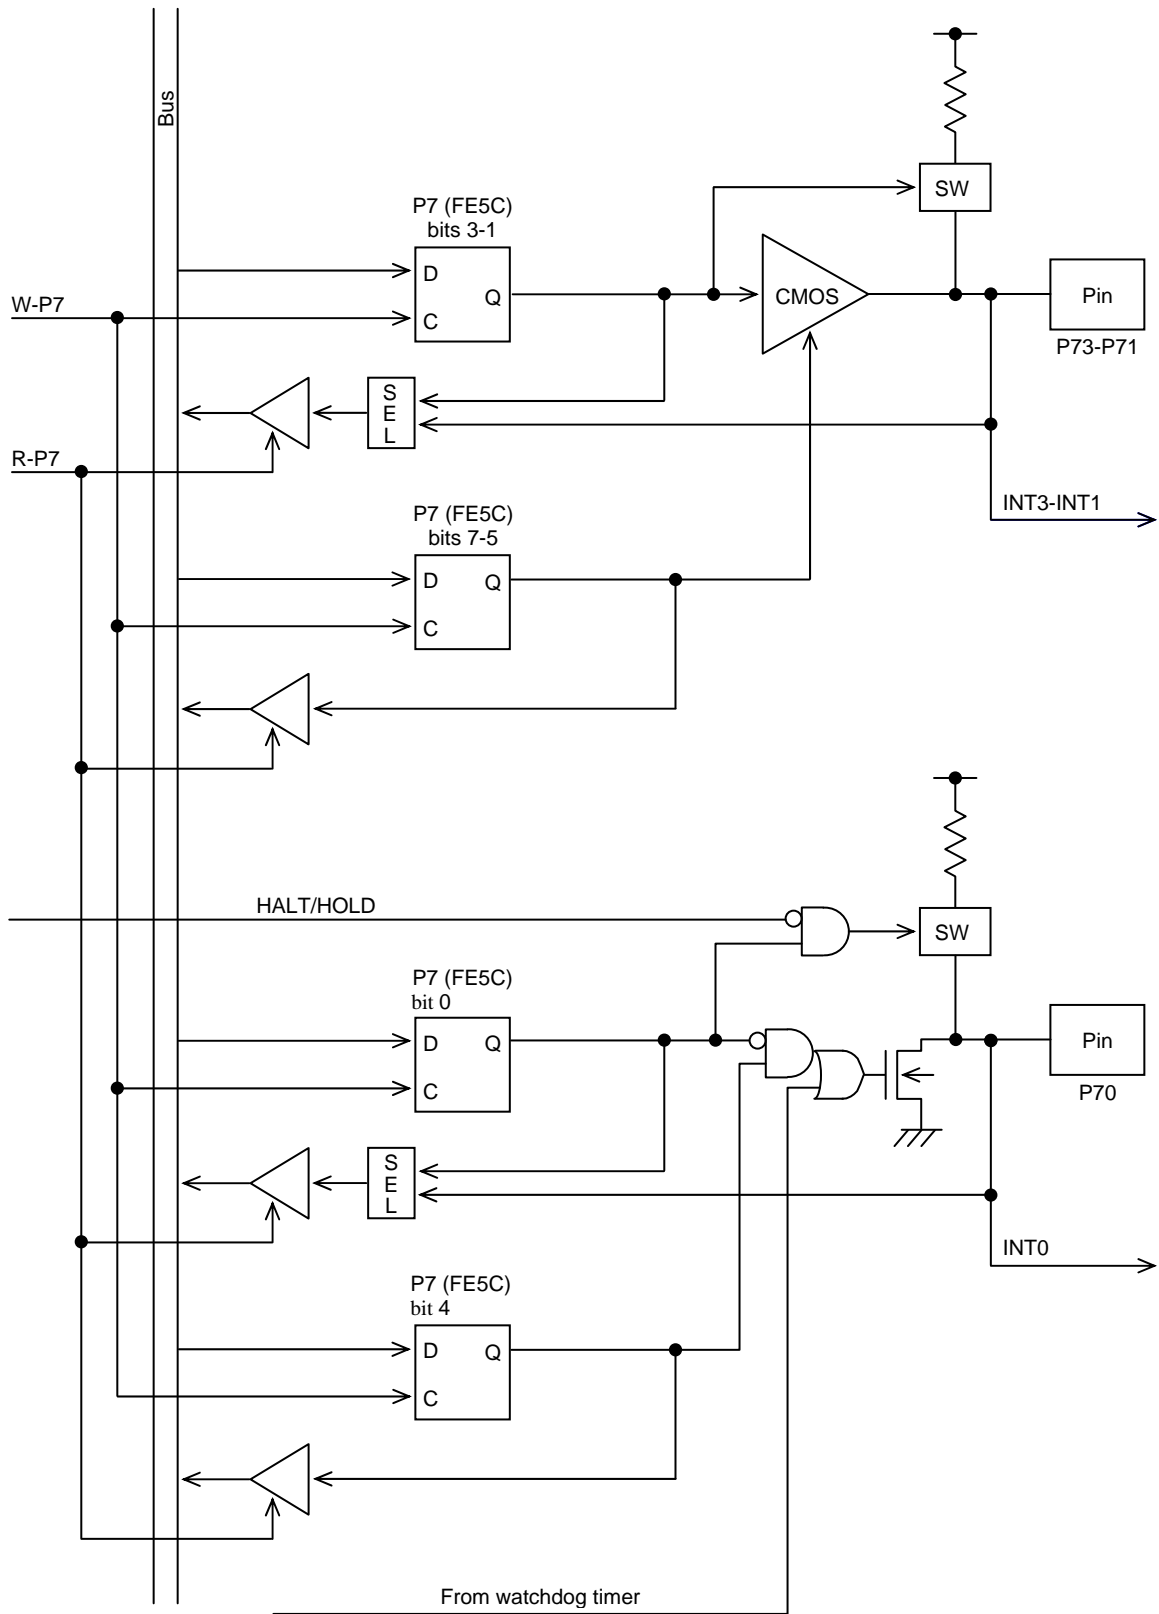 Bus
SW
P7 (FE5C)
bits 3-1
D
Q
C
CMOS
Pin
P73-P71
W-P7
S
E
L
R-P7
INT3-INT1
P7 (FE5C)
bits 7-5
D
Q
C
HALT/HOLD
SW
P7 (FE5C)
bit 0
D
Q
C
Pin
P70
S
E
L
INT0
P7 (FE5C)
bit 4
D
Q
C
From watchdog timer